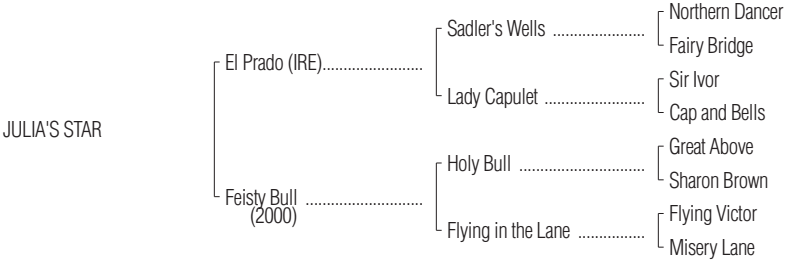 Northern Dancer
Sadler's Wells ......................
Fairy Bridge
El Prado (IRE)........................
Sir Ivor
Lady Capulet ........................
Cap and Bells
JULIA'S STAR
Great Above
Holy Bull ..............................
Sharon Brown
Feisty Bull ............................
(2000)
Flying Victor
Flying in the Lane ................
Misery Lane